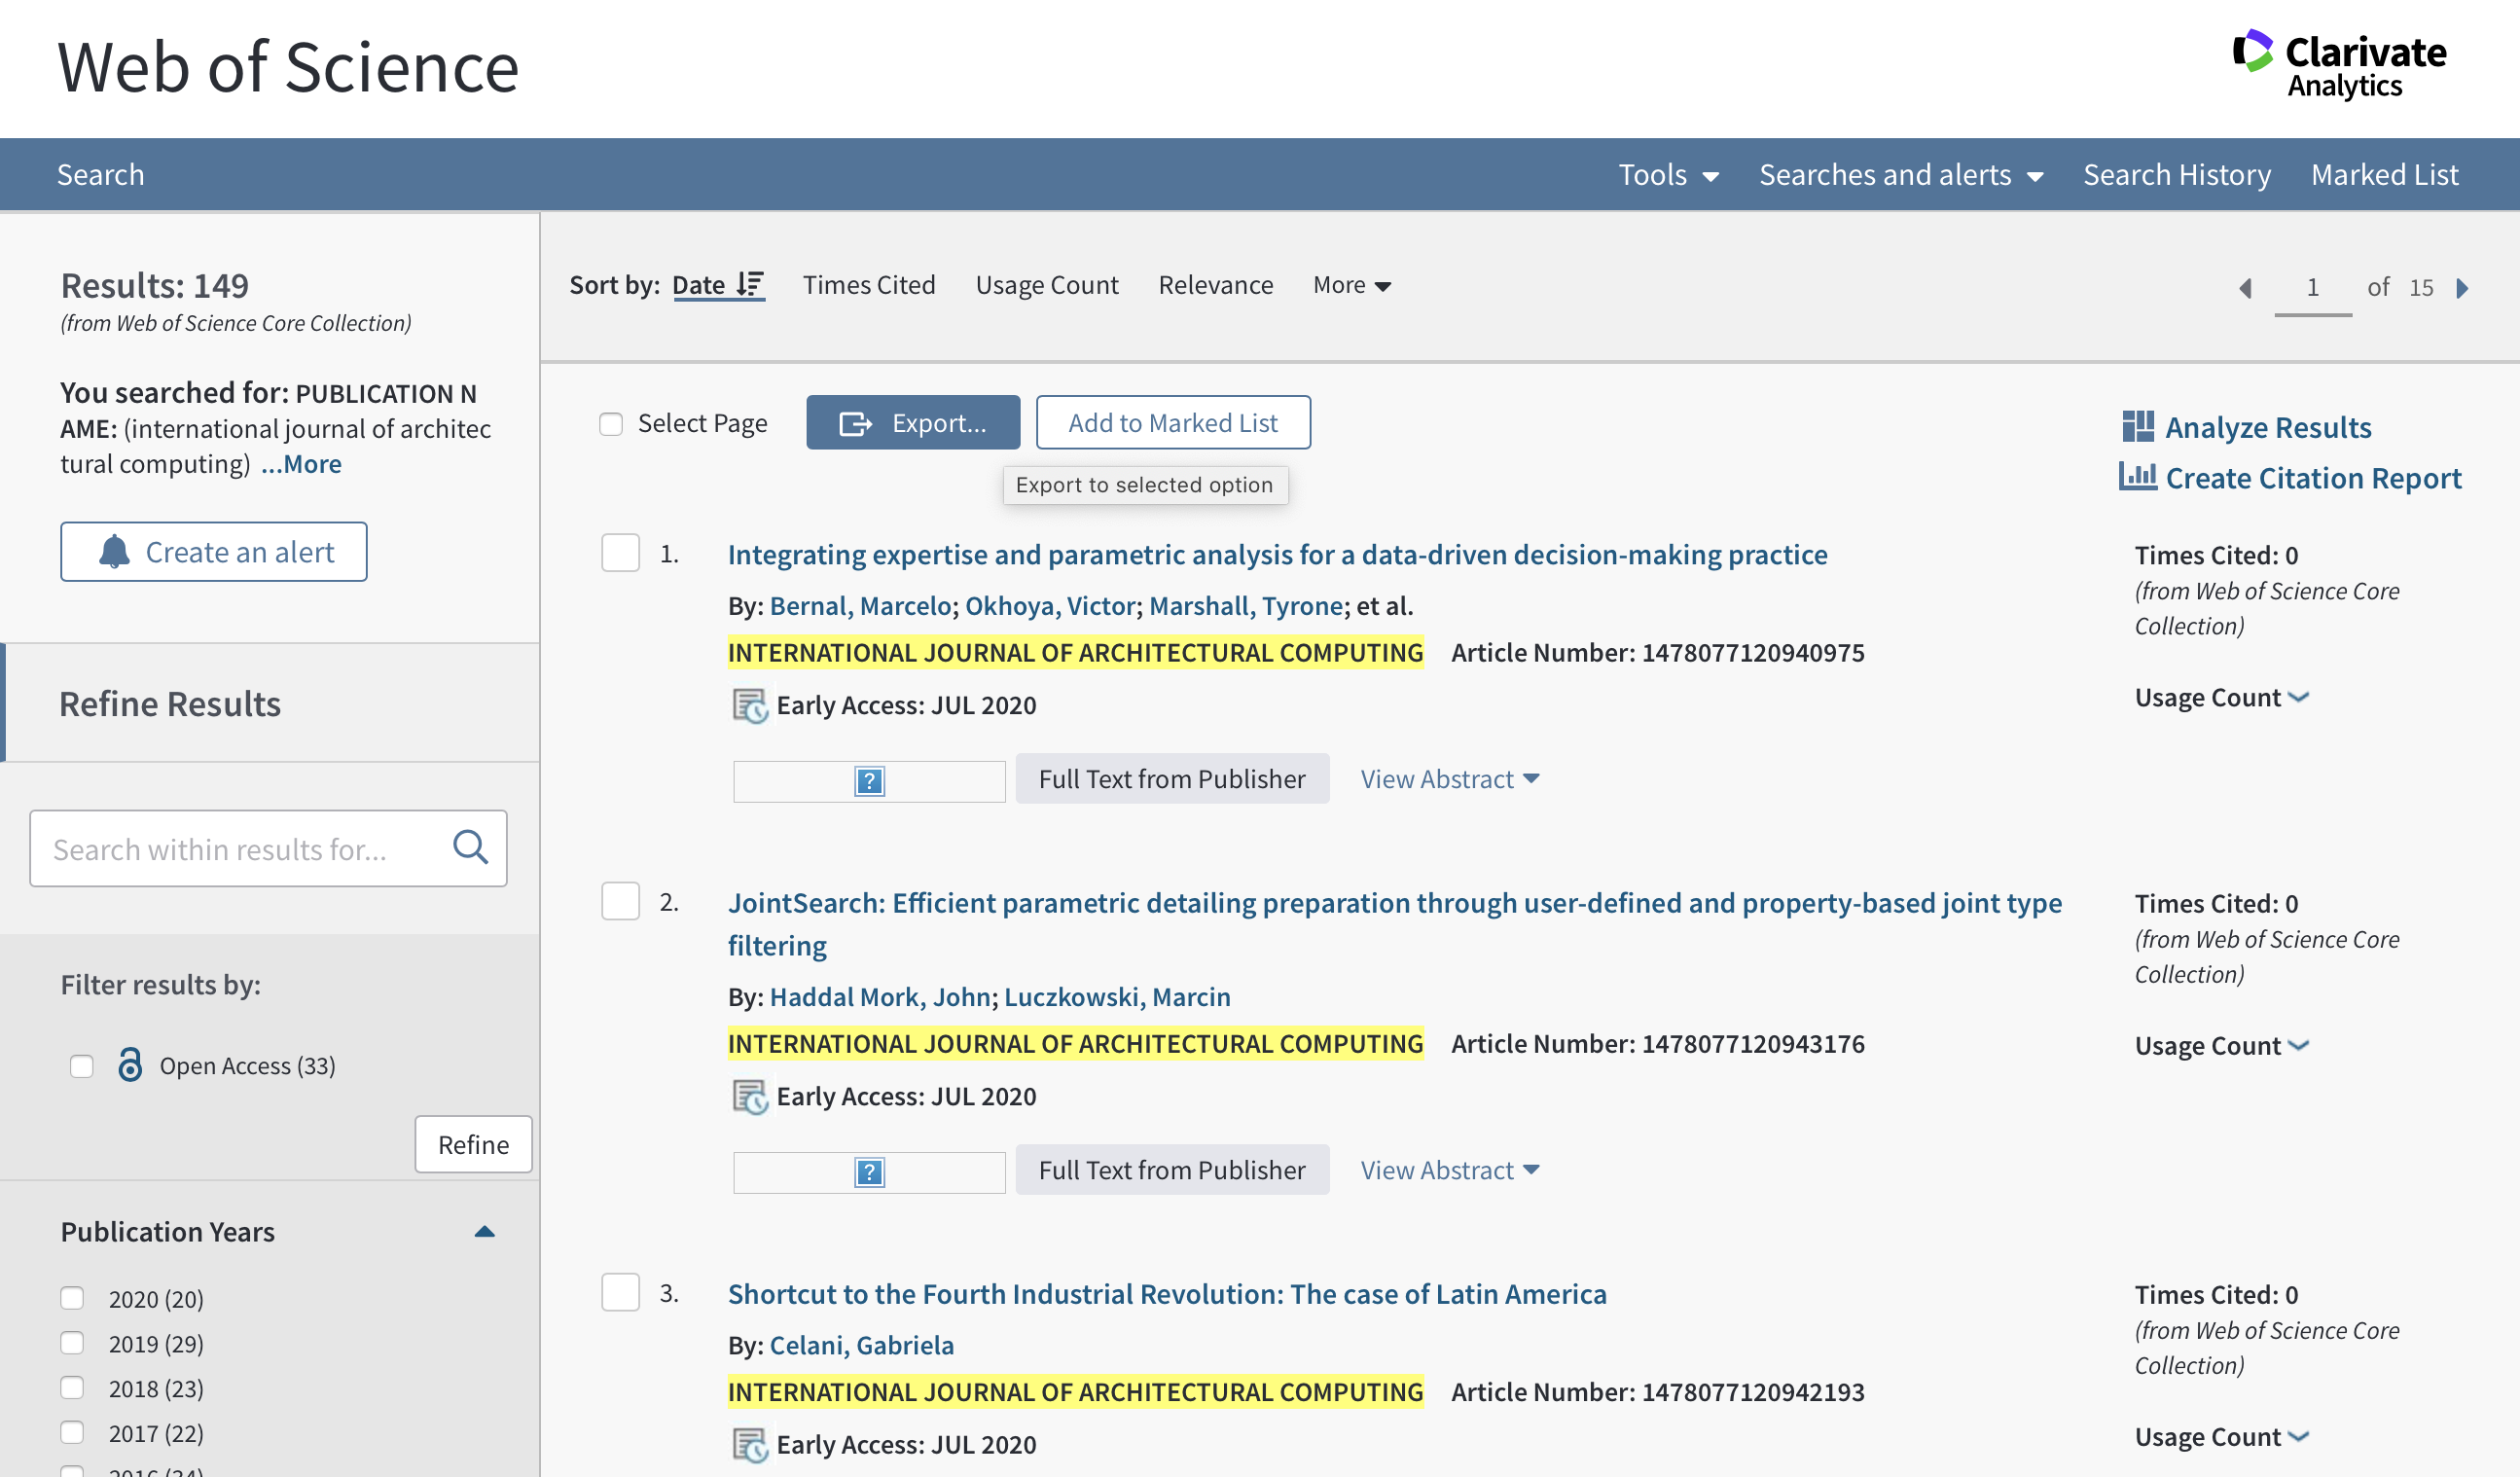 Web of Science
Clarivate
Analytics
Search
Tools
Searches and alerts
Search History
Marked List
Results: 149
(from Web of Science Core Collection)
You searched for: PUBLICATION N
AME: (international journal of architec
tural computing) ...More
Create an alert
Refine Results
Search within results for...
Filter results by:
Open Access (33)
Refine
Publication Years
2020 (20)
2019 (29)
2018 (23)
2017 (22)
Sort by: Date Times Cited Usage Count Relevance More
1 of 15
Select Page
Export...
Add to Marked List
Export to selected option
Analyze Results
Create Citation Report
1. Integrating expertise and parametric analysis for a data-driven decision-making practice
By: Bernal, Marcelo; Okhoya, Victor; Marshall, Tyrone; et al.
INTERNATIONAL JOURNAL OF ARCHITECTURAL COMPUTING Article Number: 1478077120940975
Early Access: JUL 2020
?
Full Text from Publisher
View Abstract
Times Cited: 0
(from Web of Science Core
Collection)
Usage Count
2. JointSearch: Efficient parametric detailing preparation through user-defined and property-based joint type
filtering
By: Haddal Mork, John; Luczkowski, Marcin
INTERNATIONAL JOURNAL OF ARCHITECTURAL COMPUTING Article Number: 1478077120943176
Early Access: JUL 2020
?
Full Text from Publisher
View Abstract
Times Cited: 0
(from Web of Science Core
Collection)
Usage Count
3. Shortcut to the Fourth Industrial Revolution: The case of Latin America
By: Celani, Gabriela
INTERNATIONAL JOURNAL OF ARCHITECTURAL COMPUTING Article Number: 1478077120942193
Early Access: JUL 2020
Times Cited: 0
(from Web of Science Core
Collection)
Usage Count